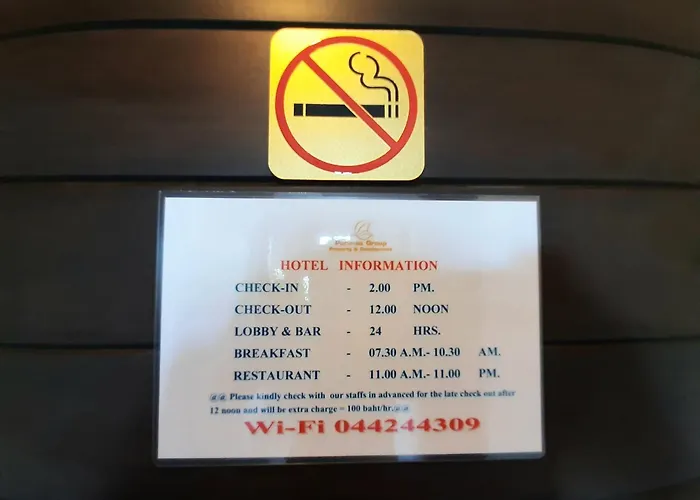 Group
HOTEL INFORMATION
CHECK-IN - 2.00 PM.
CHECK-OUT - 12.00 NOON
LOBBY & BAR - 24 HRS.
BREAKFAST - 07.30 A.M.- 10.30 AM.
RESTAURANT - 11.00 A.M.- 11.00 PM.
Please kindly check with our staffs in advanced for the late check out after
12 noon and will be extra charge = 100 baht/hr.
Wi-Fi 044244309